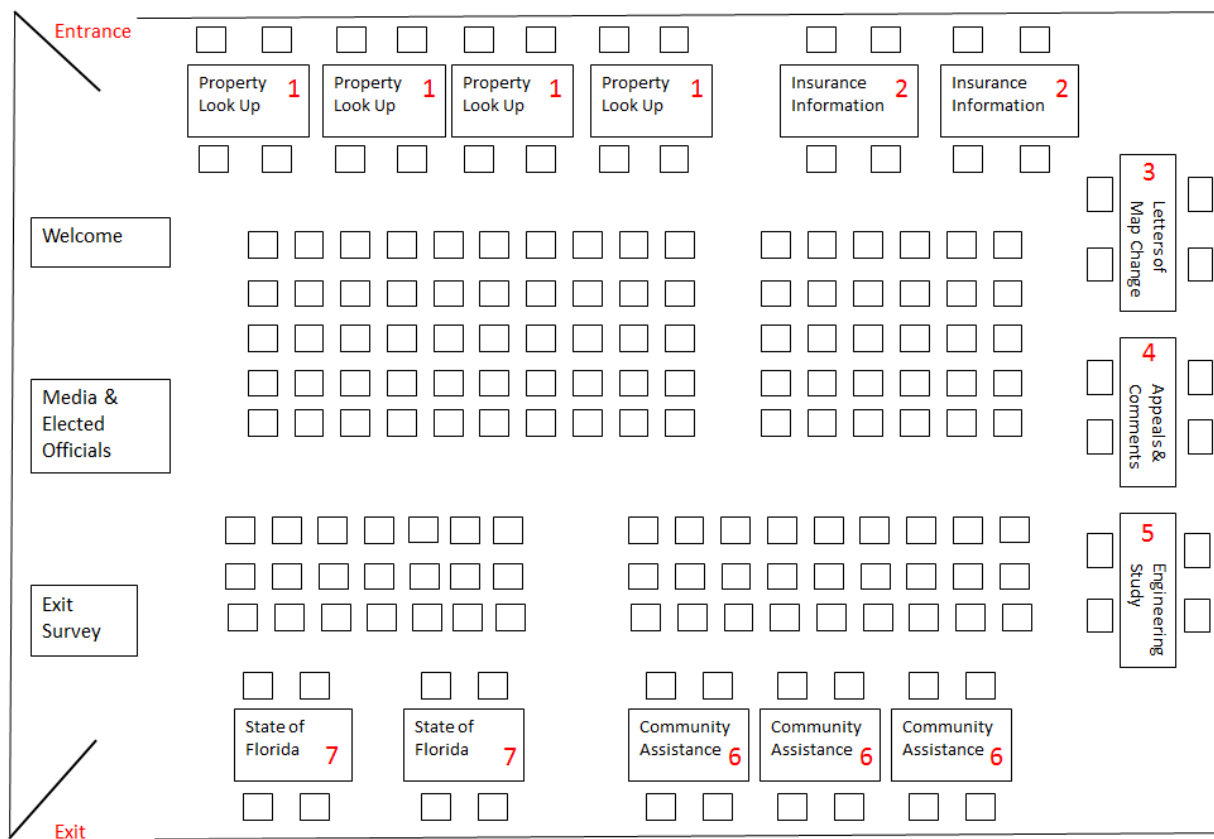 Entrance
Property
Look Up 1
Property
Look Up 1
Property
Look Up 1
Property
Look Up 1
Insurance
Information 2
Insurance
Information 2
3
Letters of
Map Change
Welcome
4
Appeals &
Comments
Media &
Elected
Officials
5
Engineering
Study
Exit
Survey
State of
Florida 7
State of
Florida 7
Community
Assistance 6
Community
Assistance 6
Community
Assistance 6
Exit